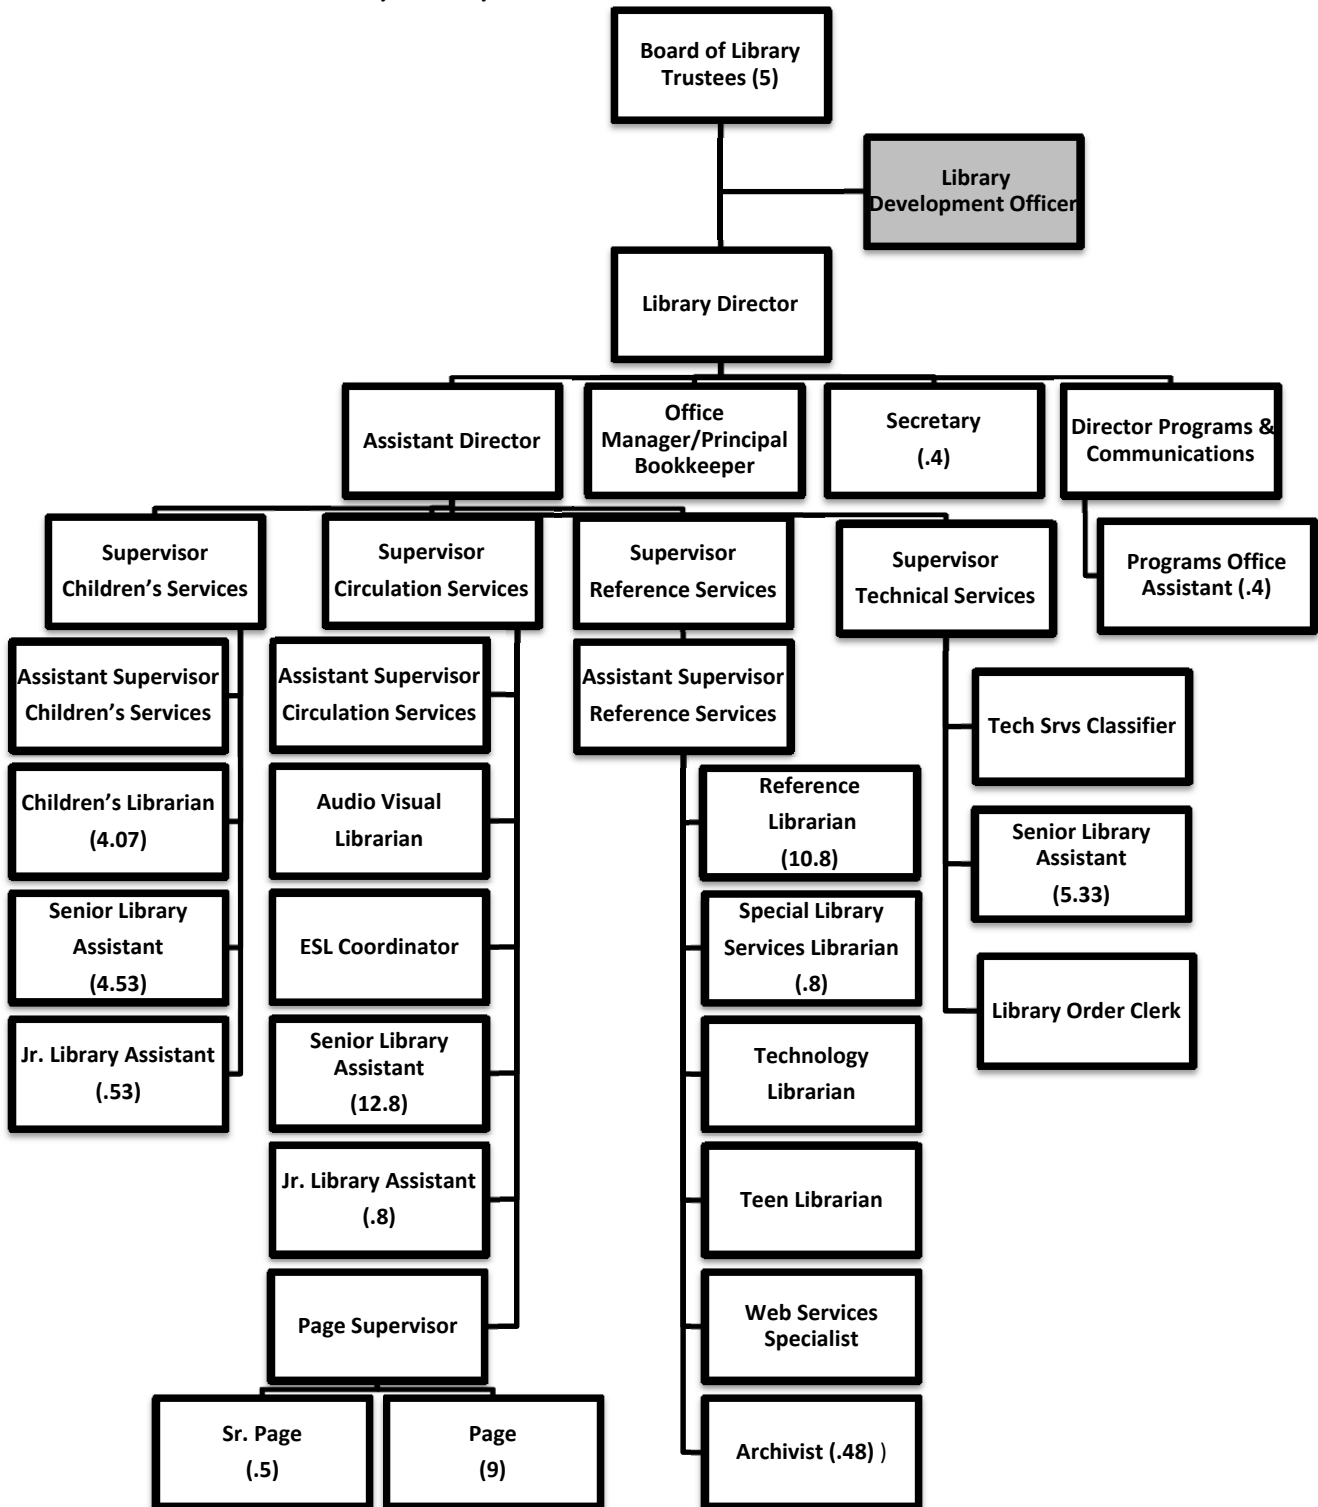 Board of Library
Trustees (5)
Library
Development Officer
Library Director
Assistant Director
Office
Manager/Principal
Bookkeeper
Secretary
(.4)
Director Programs &
Communications
Supervisor
Children’s Services
Supervisor
Circulation Services
Supervisor
Reference Services
Supervisor
Technical Services
Programs Office
Assistant (.4)
Assistant Supervisor
Children’s Services
Children’s Librarian
(4.07)
Senior Library
Assistant
(4.53)
Jr. Library Assistant
(.53)
Assistant Supervisor
Circulation Services
Audio Visual
Librarian
ESL Coordinator
Senior Library
Assistant
(12.8)
Jr. Library Assistant
(.8)
Page Supervisor
Sr. Page
(.5)
Page
(9)
Assistant Supervisor
Reference Services
Reference
Librarian
(10.8)
Special Library
Services Librarian
(.8)
Technology
Librarian
Teen Librarian
Web Services
Specialist
Archivist (.48) )
Tech Srvs Classifier
Senior Library
Assistant
(5.33)
Library Order Clerk